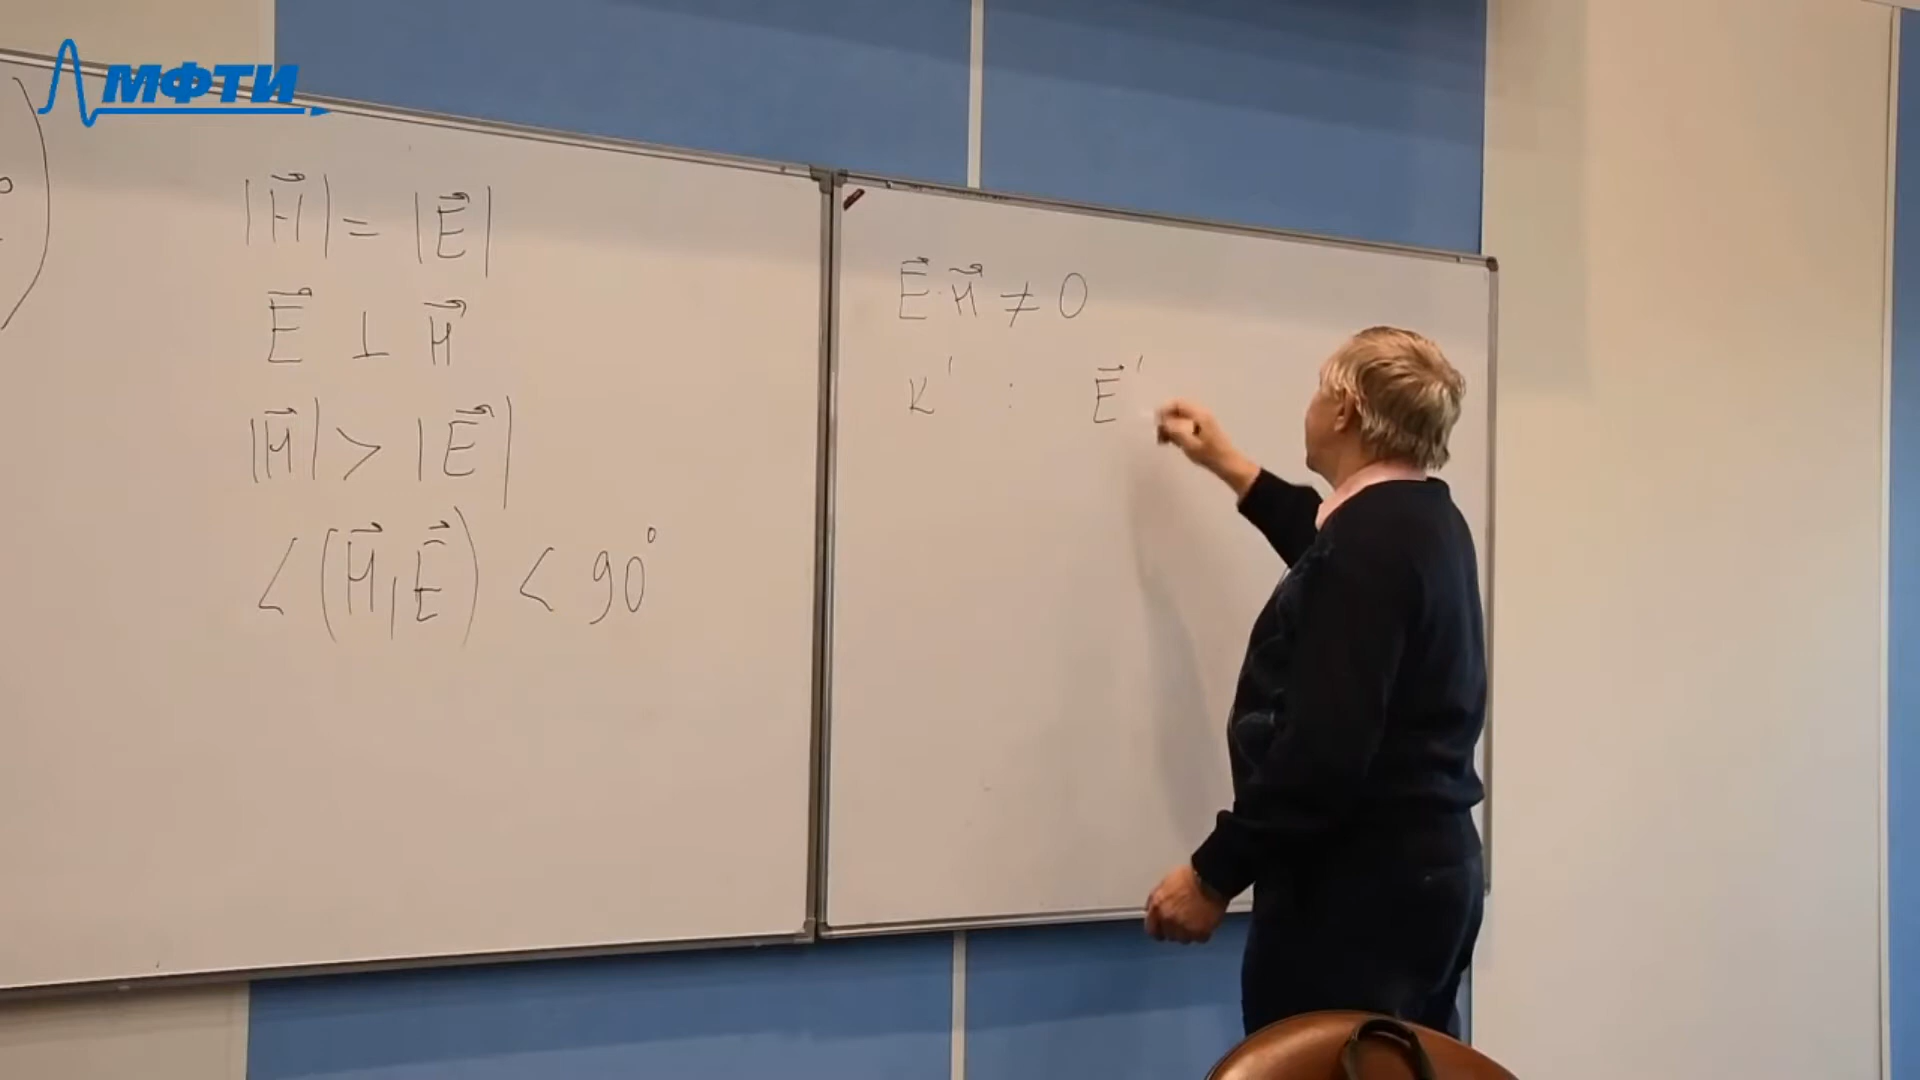 МФТИ
|H⃗| = |E⃗|
E⃗ ⊥ H⃗
|H⃗| > |E⃗|
<(H⃗, E⃗) < 90°
E⃗·H⃗ ≠ 0
K' : E⃗'